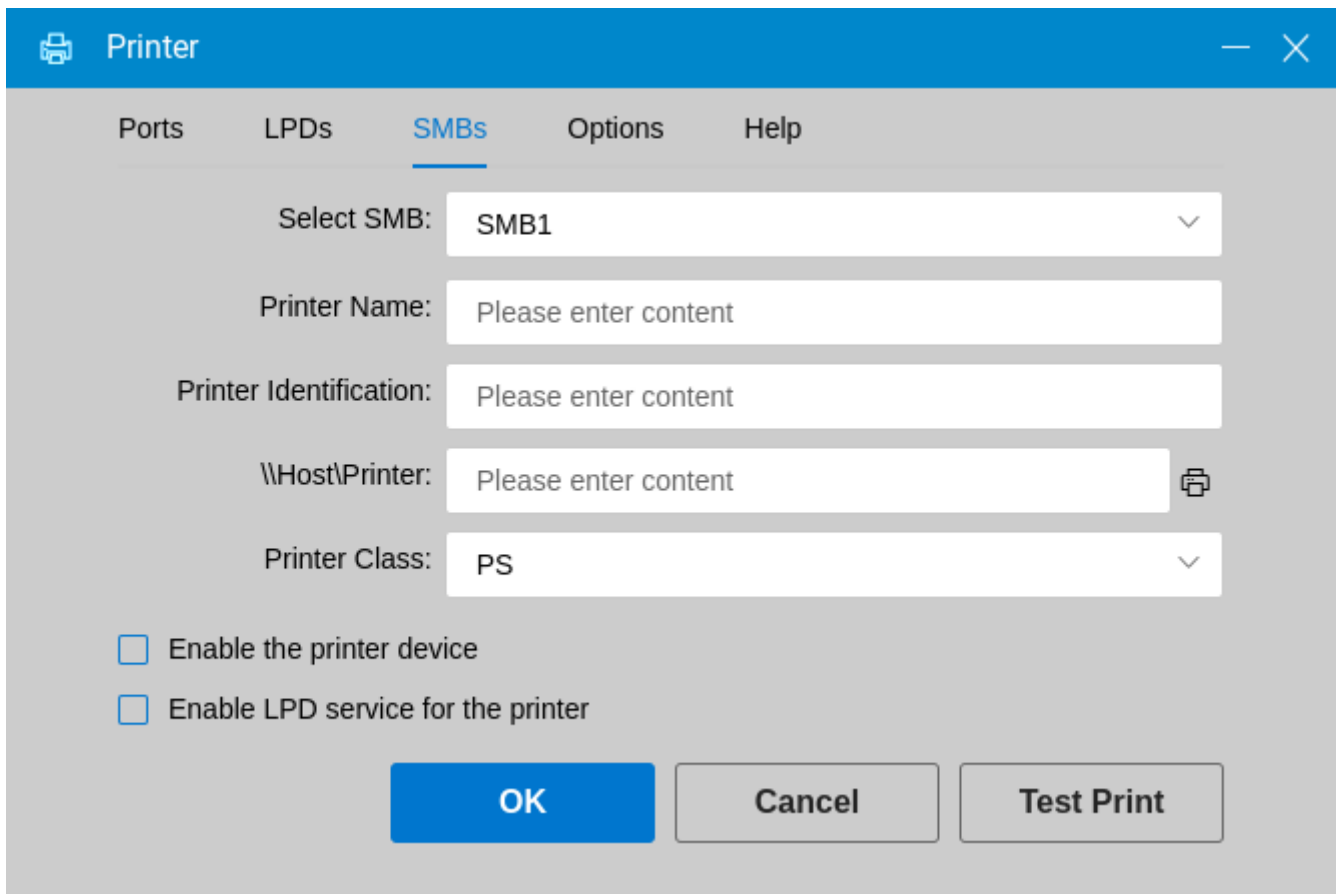 Printer
Ports LPDs SMBs Options Help
Select SMB: SMB1
Printer Name: Please enter content
Printer Identification: Please enter content
\\Host\Printer: Please enter content
Printer Class: PS
Enable the printer device
Enable LPD service for the printer
OK Cancel Test Print